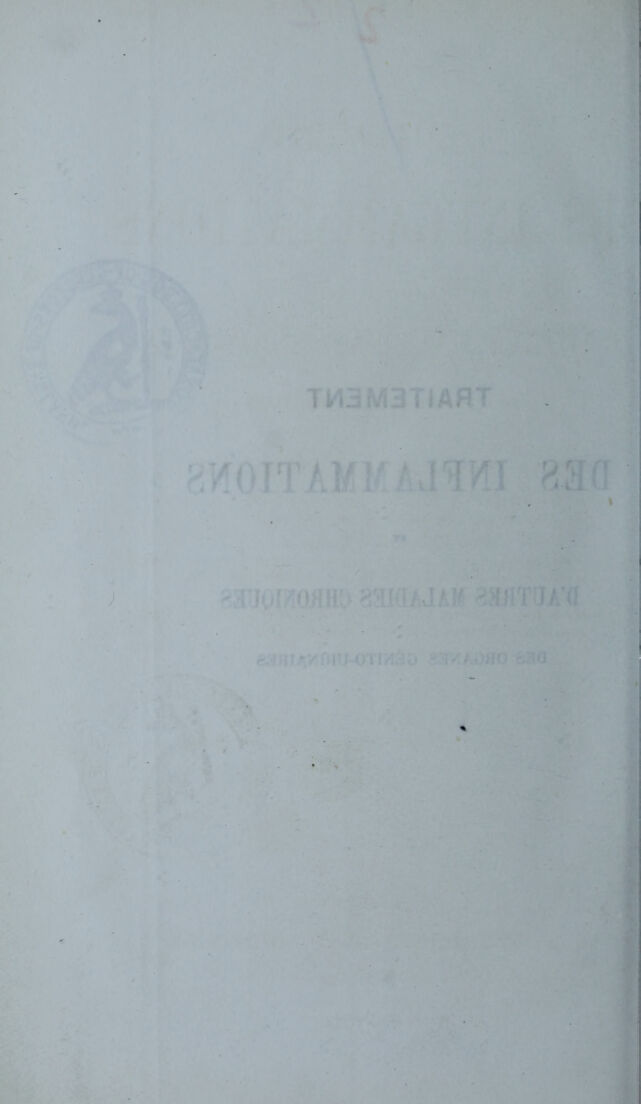 TRAITEMENT
DES INFLAMMATIONS
ET
D'AUTRES MALADIES CHRONIQUES
DES ORGANES GÉNITO-URINAIRES